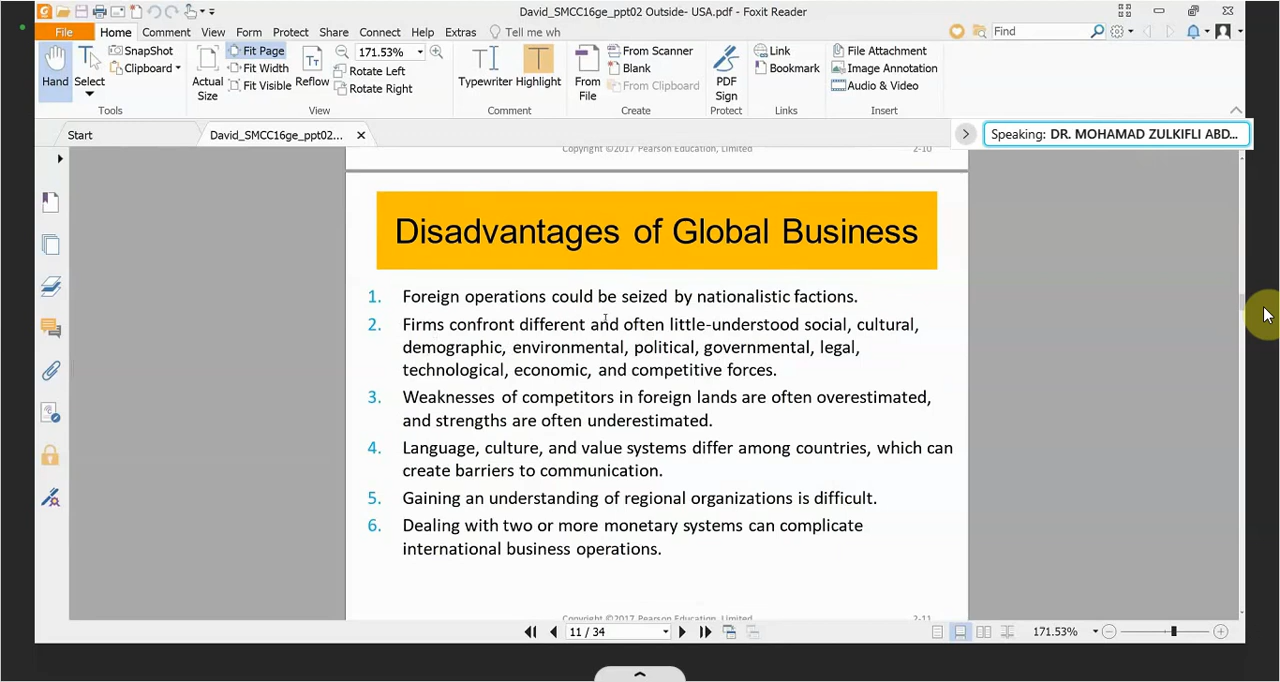 David_SMCC16ge_ppt02 Outside- USA.pdf - Foxit Reader
File Home Comment View Form Protect Share Connect Help Extras Tell me wh Find
Hand
Select
SnapShot
Clipboard
Tools
Actual Size
Fit Page
Fit Width
Fit Visible
Reflow
171.53%
Rotate Left
Rotate Right
View
Typewriter
Highlight
Comment
From File
From Scanner
Blank
From Clipboard
Create
PDF Sign
Protect
Link
Bookmark
Links
File Attachment
Image Annotation
Audio & Video
Insert
Start
David_SMCC16ge_ppt02...
Speaking: DR. MOHAMAD ZULKIFLI ABD...
Copyright ©2017 Pearson Education, Limited 2-10
Disadvantages of Global Business
1. Foreign operations could be seized by nationalistic factions.
2. Firms confront different and often little-understood social, cultural,
demographic, environmental, political, governmental, legal,
technological, economic, and competitive forces.
3. Weaknesses of competitors in foreign lands are often overestimated,
and strengths are often underestimated.
4. Language, culture, and value systems differ among countries, which can
create barriers to communication.
5. Gaining an understanding of regional organizations is difficult.
6. Dealing with two or more monetary systems can complicate
international business operations.
Copyright ©2017 Pearson Education, Limited 2-11
11 / 34
171.53%